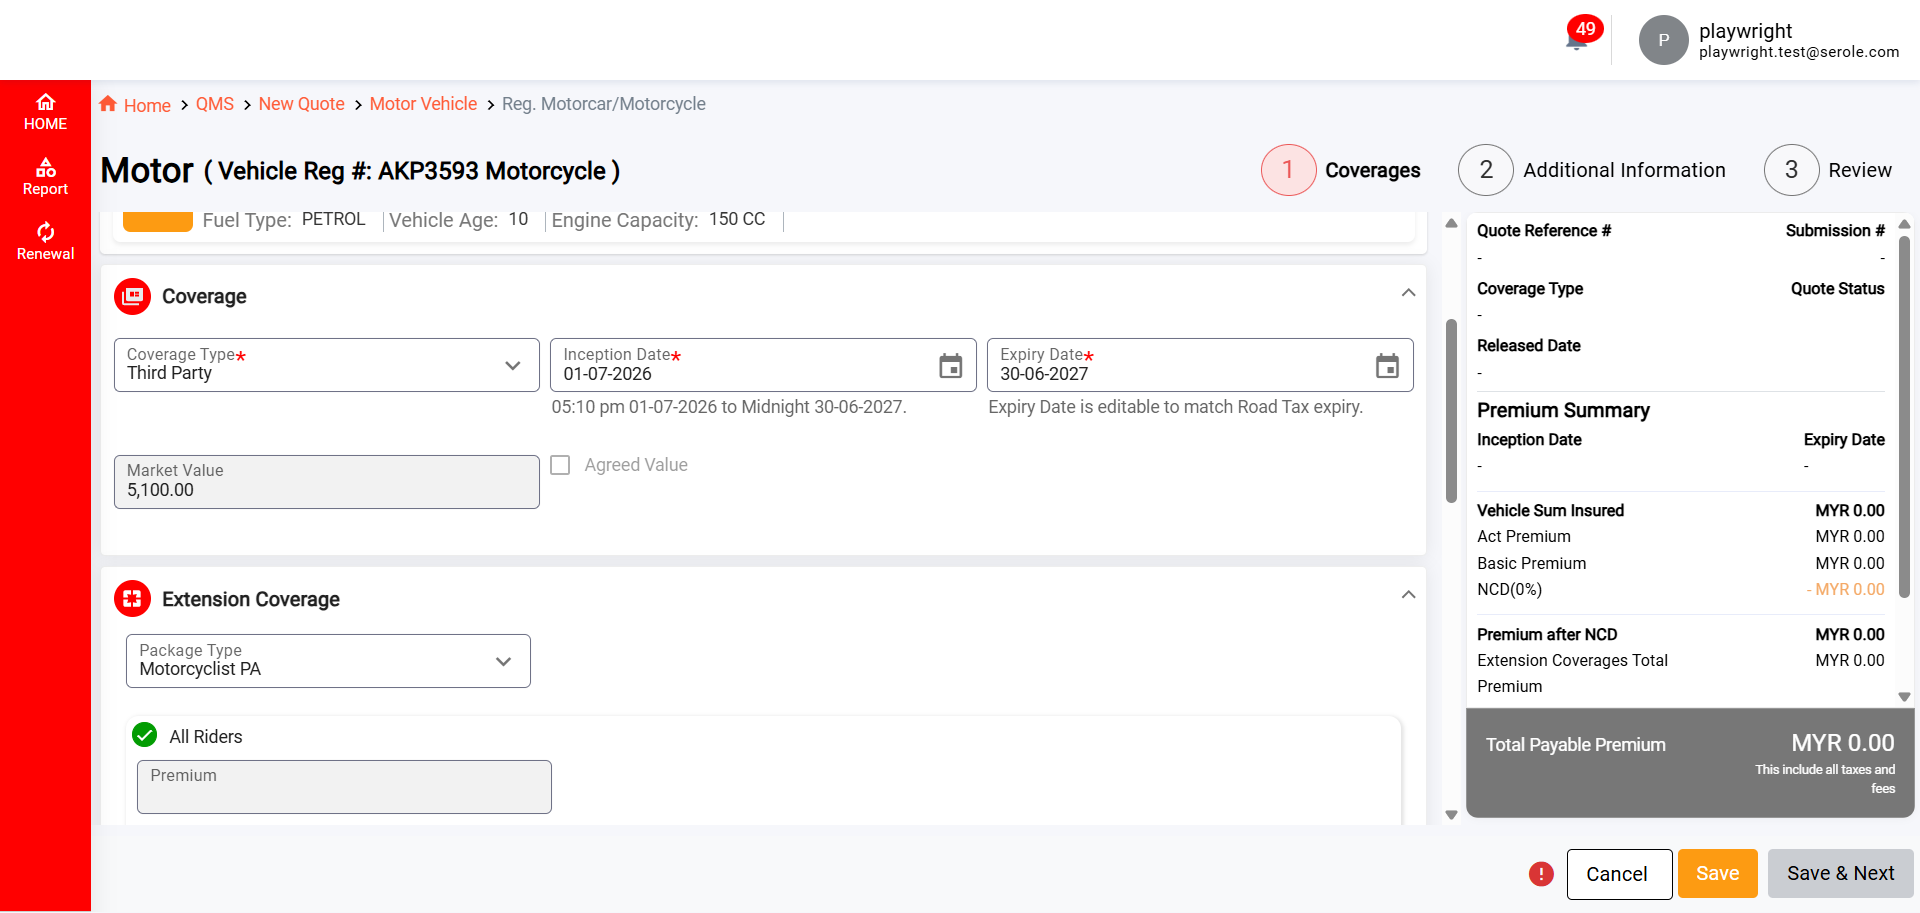 49
P
playwright
playwright.test@serole.com
HOME
Report
Renewal
Home > QMS > New Quote > Motor Vehicle > Reg. Motorcar/Motorcycle
Motor ( Vehicle Reg #: AKP3593 Motorcycle )
1 Coverages
2 Additional Information
3 Review
Fuel Type: PETROL
Vehicle Age: 10
Engine Capacity: 150 CC
Coverage
Coverage Type*
Third Party
Inception Date*
01-07-2026
05:10 pm 01-07-2026 to Midnight 30-06-2027.
Expiry Date*
30-06-2027
Expiry Date is editable to match Road Tax expiry.
Market Value
5,100.00
Agreed Value
Extension Coverage
Package Type
Motorcyclist PA
All Riders
Premium
Quote Reference # Submission #
- -
Coverage Type Quote Status
-
Released Date
-
Premium Summary
Inception Date Expiry Date
- -
Vehicle Sum Insured MYR 0.00
Act Premium MYR 0.00
Basic Premium MYR 0.00
NCD(0%) - MYR 0.00
Premium after NCD MYR 0.00
Extension Coverages Total MYR 0.00
Premium
Total Payable Premium MYR 0.00
This include all taxes and
fees
! Cancel Save Save & Next